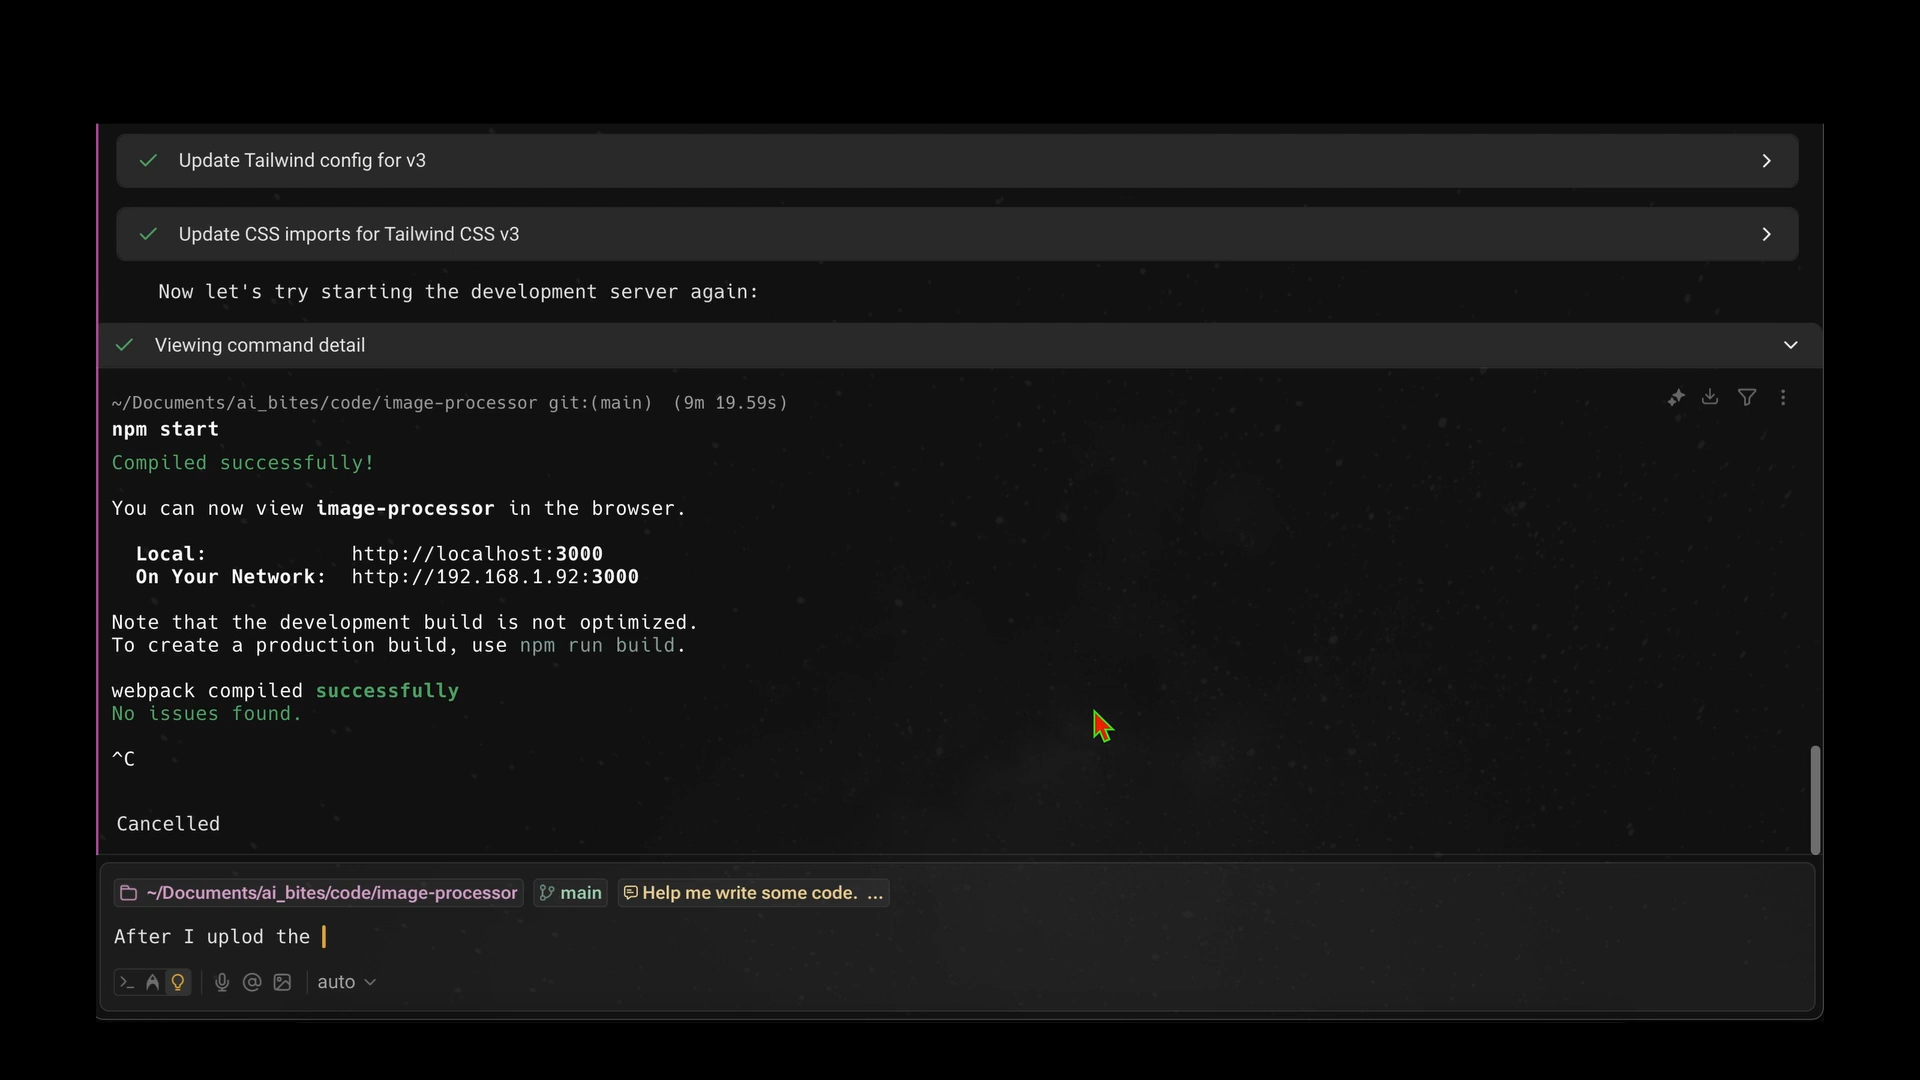 Update Tailwind config for v3
Update CSS imports for Tailwind CSS v3
Now let's try starting the development server again:
Viewing command detail
~/Documents/ai_bites/code/image-processor git:(main) (9m 19.59s)
npm start
Compiled successfully!
You can now view image-processor in the browser.
Local: http://localhost:3000
On Your Network: http://192.168.1.92:3000
Note that the development build is not optimized.
To create a production build, use npm run build.
webpack compiled successfully
No issues found.
^C
Cancelled
~/Documents/ai_bites/code/image-processor main Help me write some code. ...
After I uplod the
auto